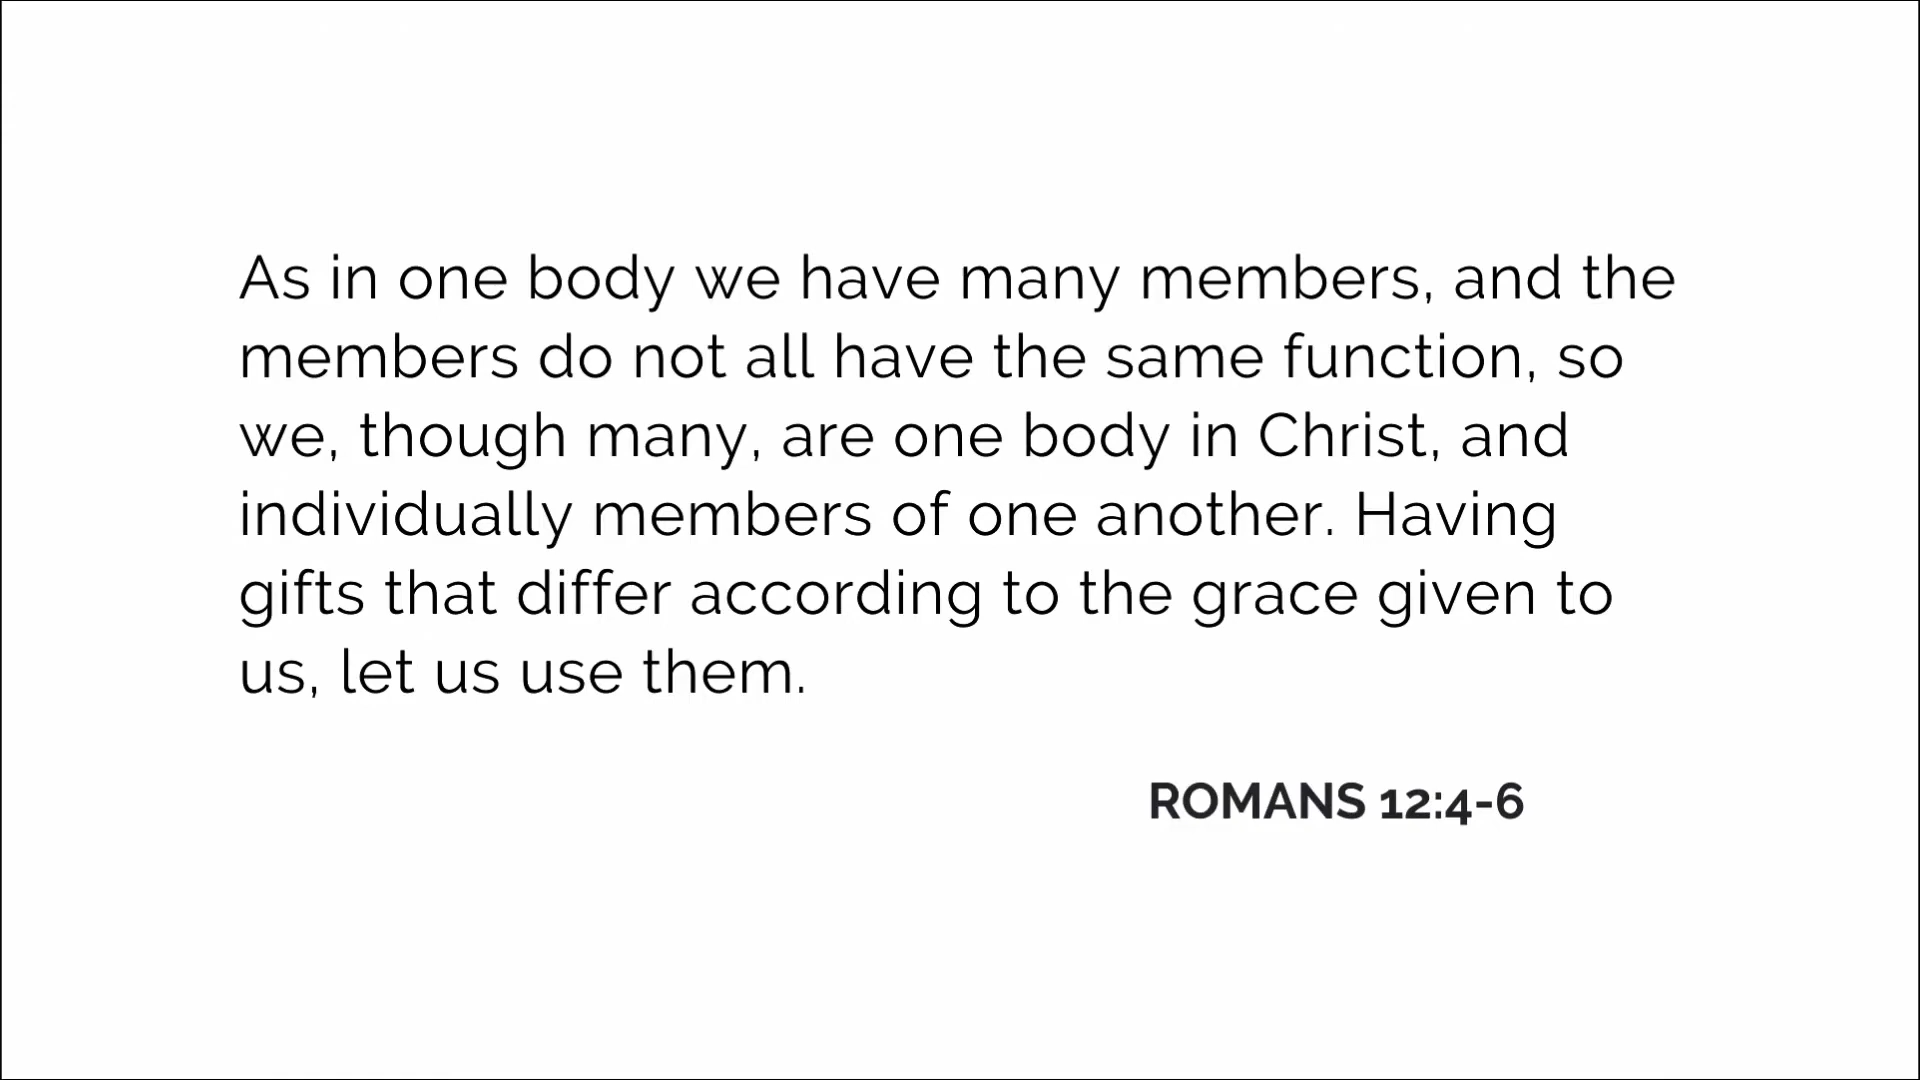 As in one body we have many members, and the
members do not all have the same function, so
we, though many, are one body in Christ, and
individually members of one another. Having
gifts that differ according to the grace given to
us, let us use them.
ROMANS 12:4-6